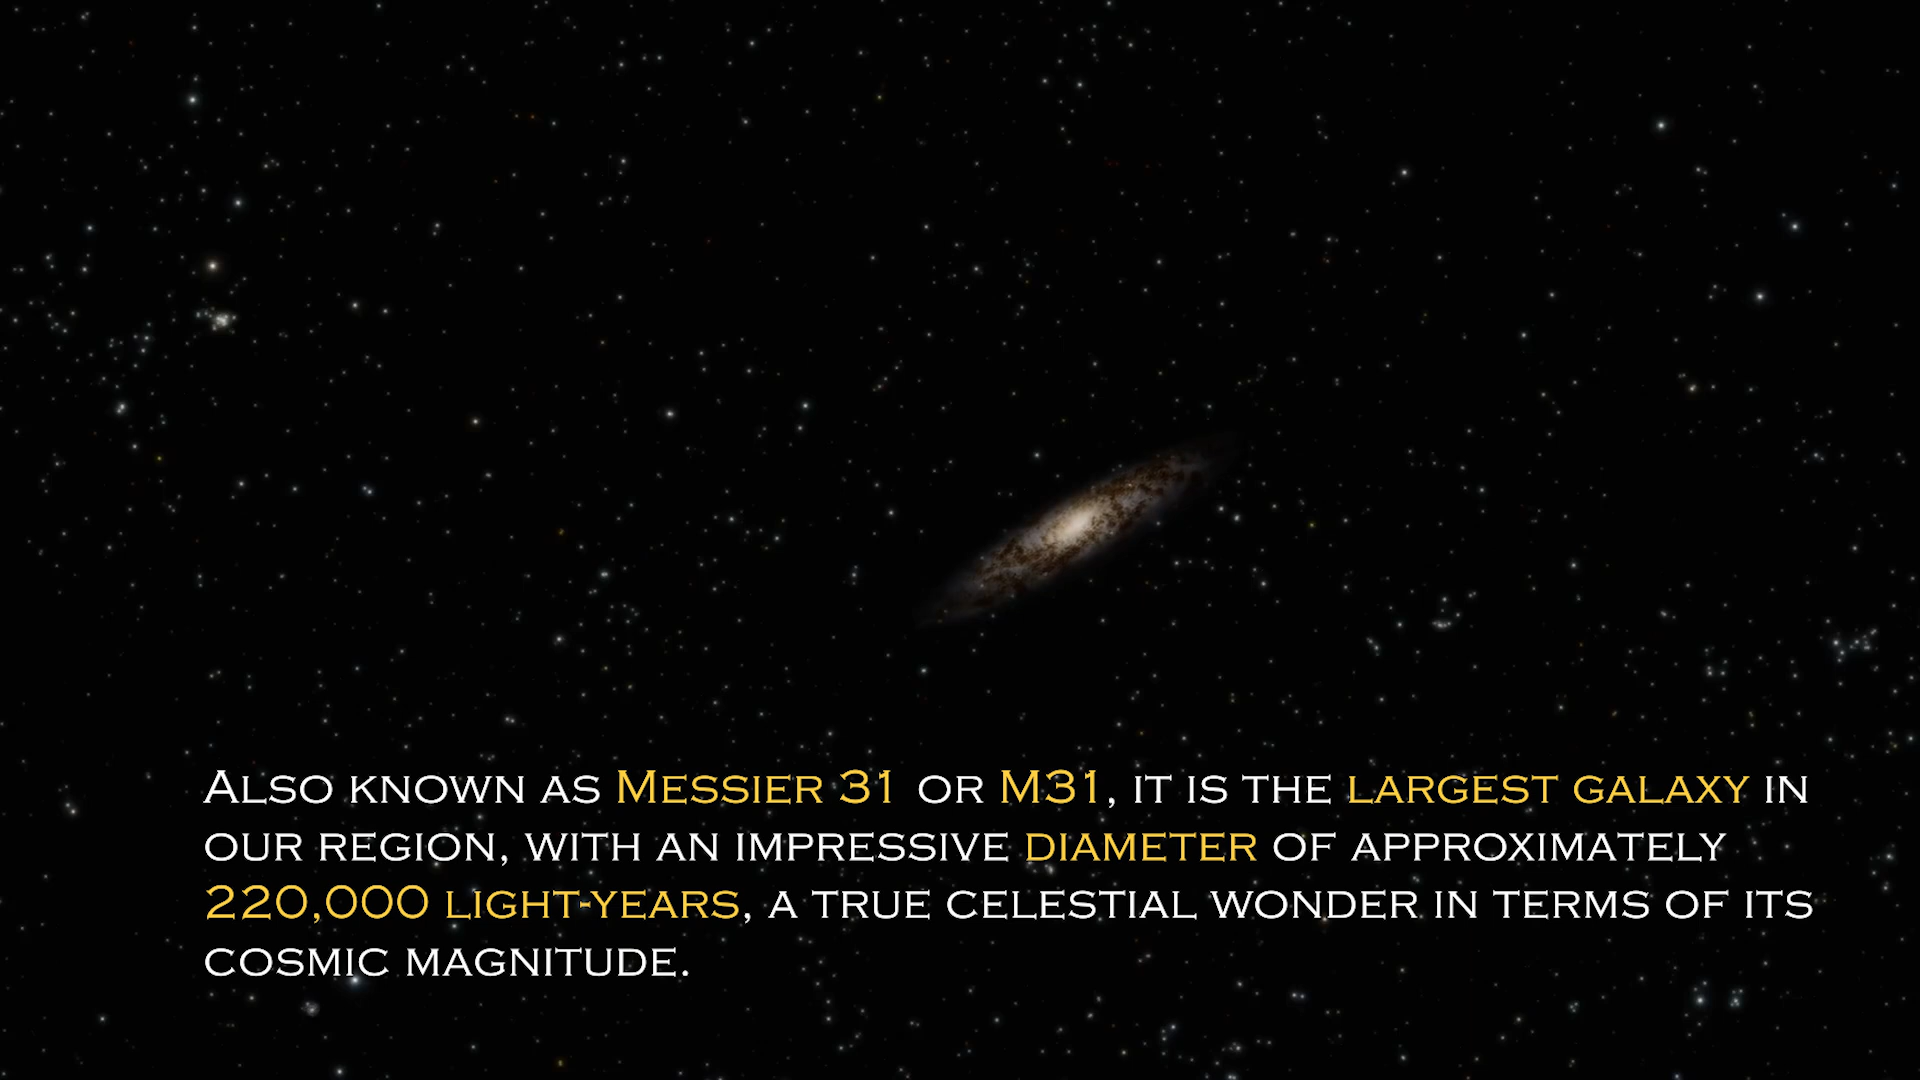 Also known as Messier 31 or M31, it is the largest galaxy in
our region, with an impressive diameter of approximately
220,000 light-years, a true celestial wonder in terms of its
cosmic magnitude.